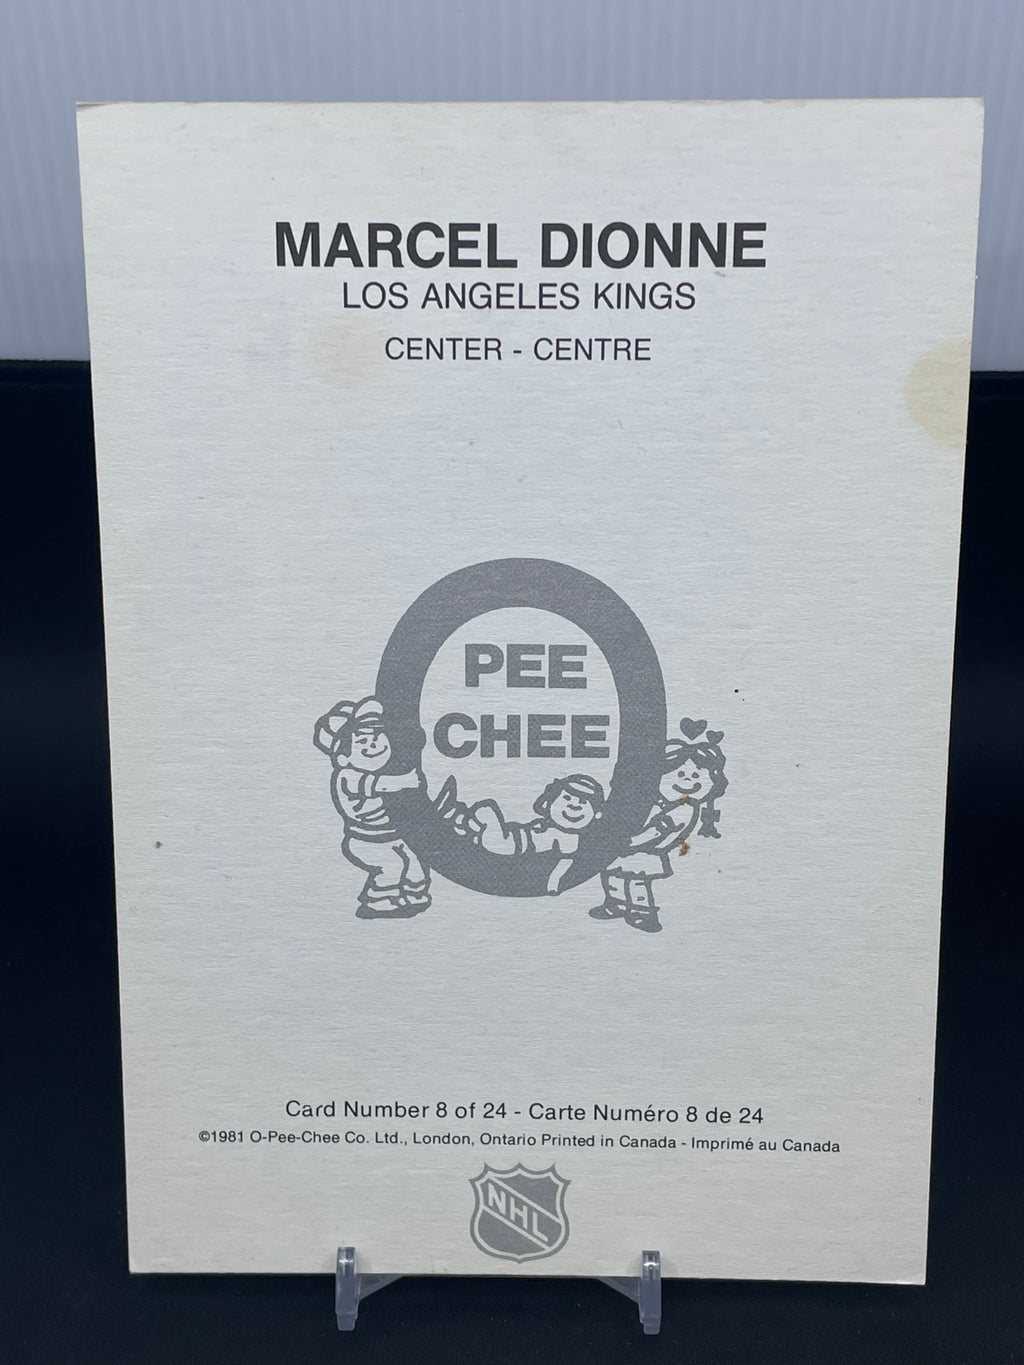 MARCEL DIONNE
LOS ANGELES KINGS
CENTER - CENTRE
PEE
CHEE
Card Number 8 of 24 - Carte Numéro 8 de 24
©1981 O-Pee-Chee Co. Ltd., London, Ontario Printed in Canada - Imprimé au Canada
NHL